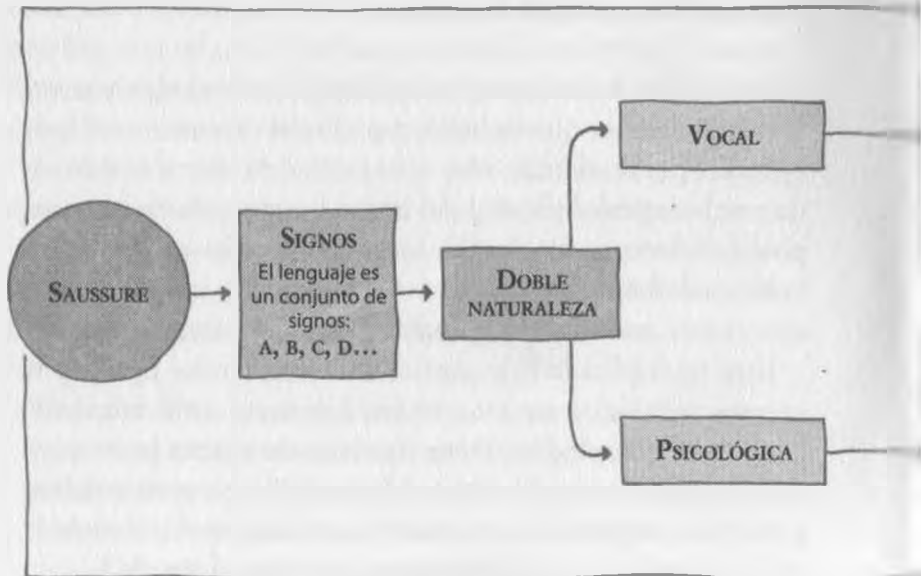 SAUSSURE
SIGNOS
El lenguaje es
un conjunto de
signos:
A, B, C, D...
DOBLE
NATURALEZA
VOCAL
PSICOLÓGICA